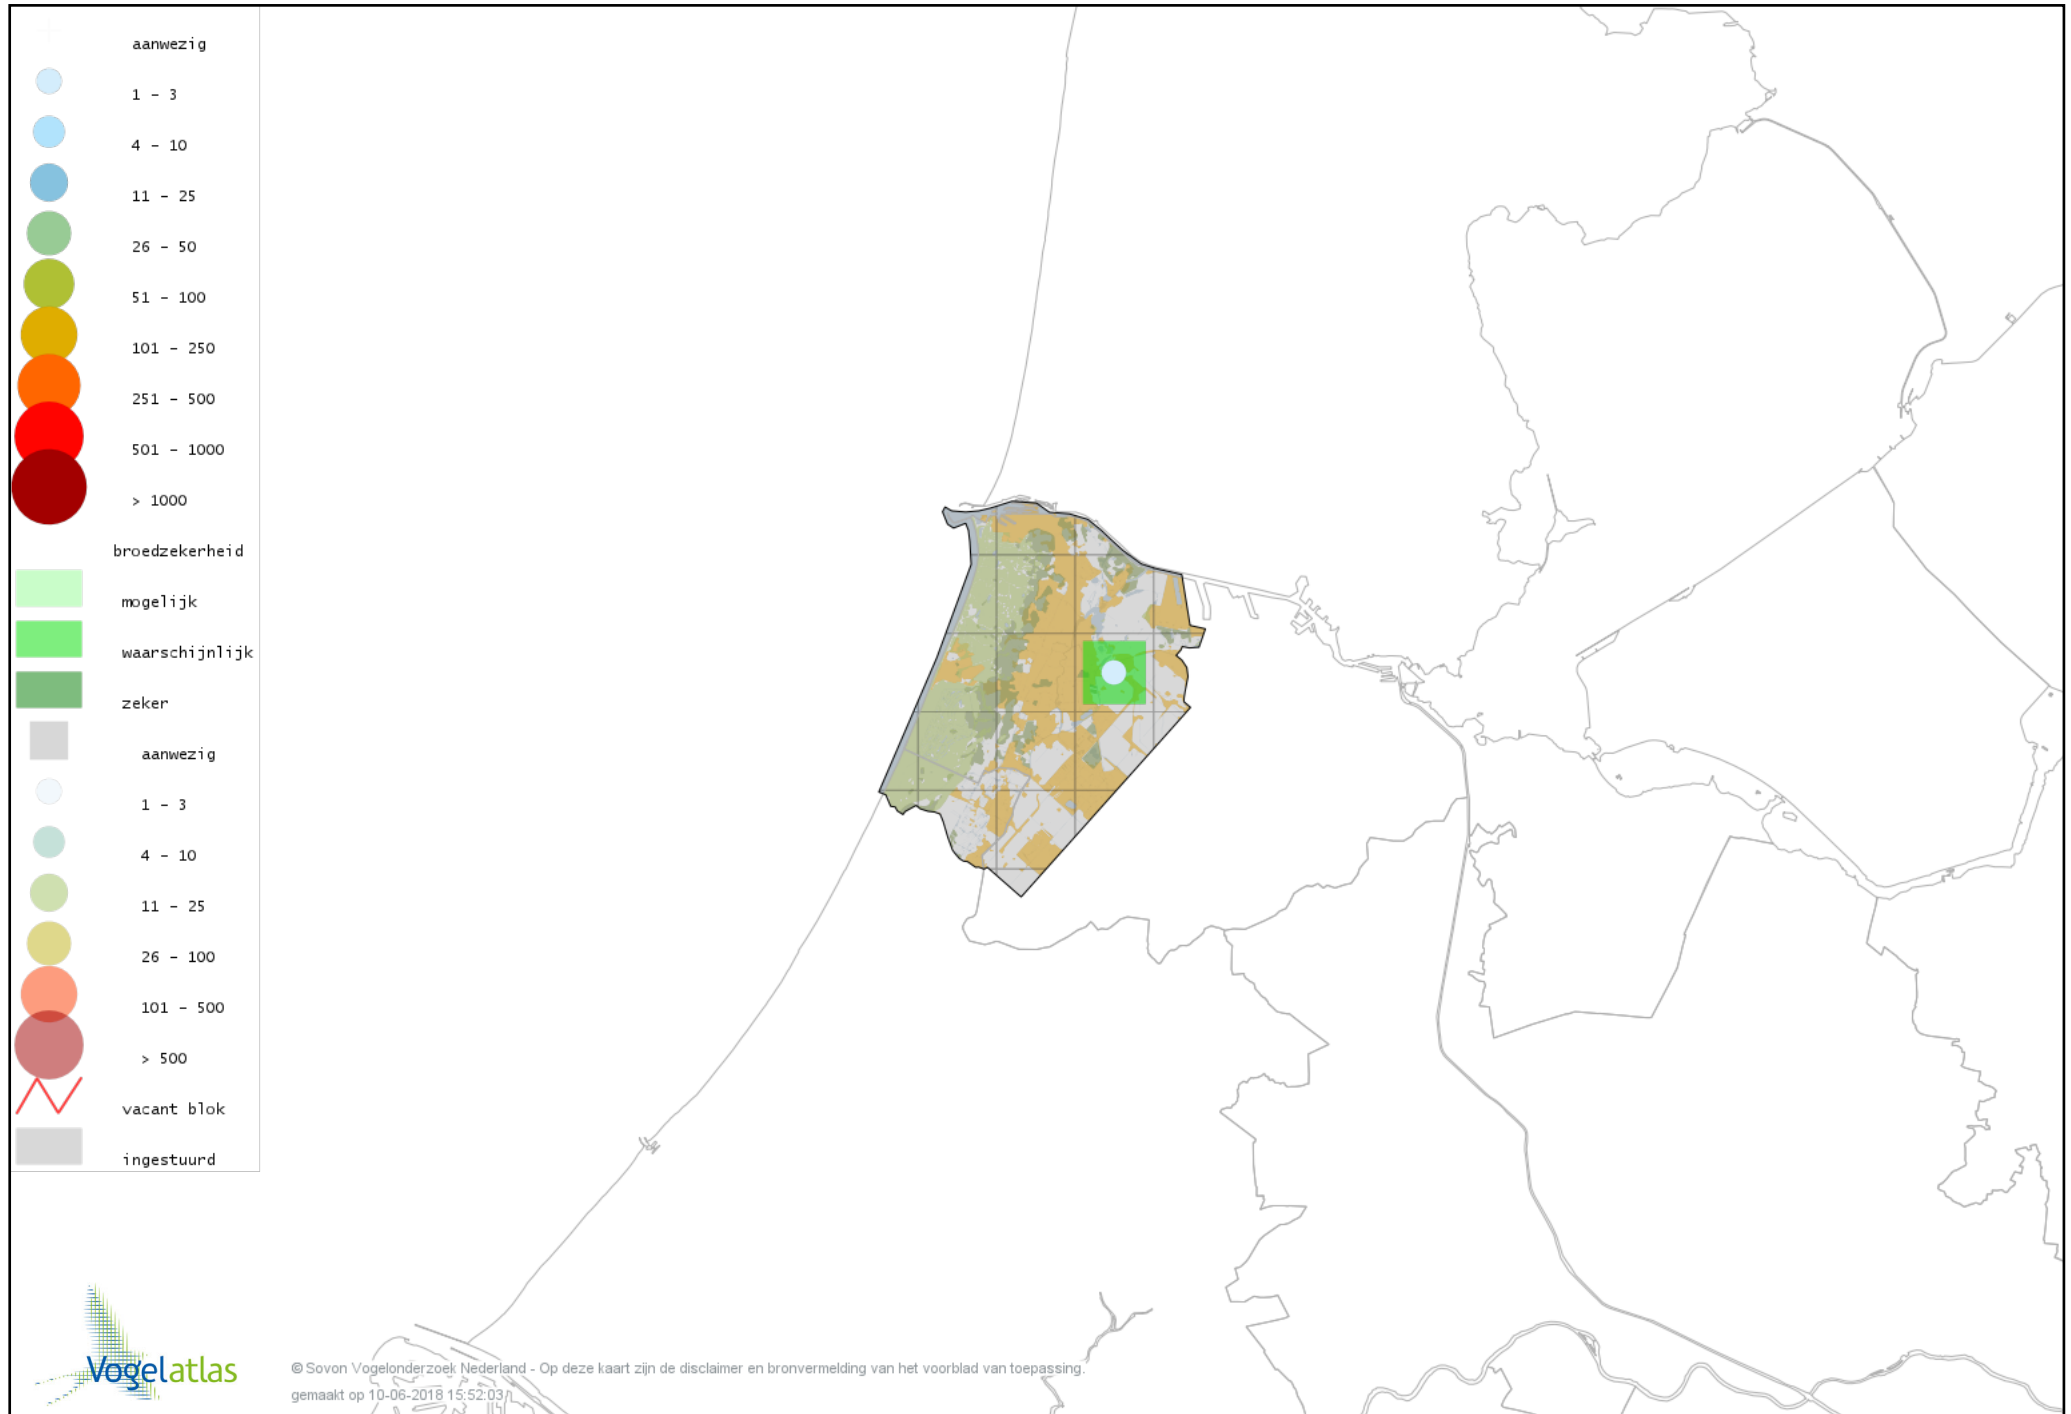 aanwezig
1 - 3
4 - 10
11 - 25
26 - 50
51 - 100
101 - 250
251 - 500
501 - 1000
> 1000
broedzekerheid
mogelijk
waarschijnlijk
zeker
aanwezig
1 - 3
4 - 10
11 - 25
26 - 100
101 - 500
> 500
vacant blok
ingestuurd
Vogelatlas
© Sovon Vogelonderzoek Nederland - Op deze kaart zijn de disclaimer en bronvermelding van het voorblad van toepassing.
gemaakt op 10-06-2018 15:52:03